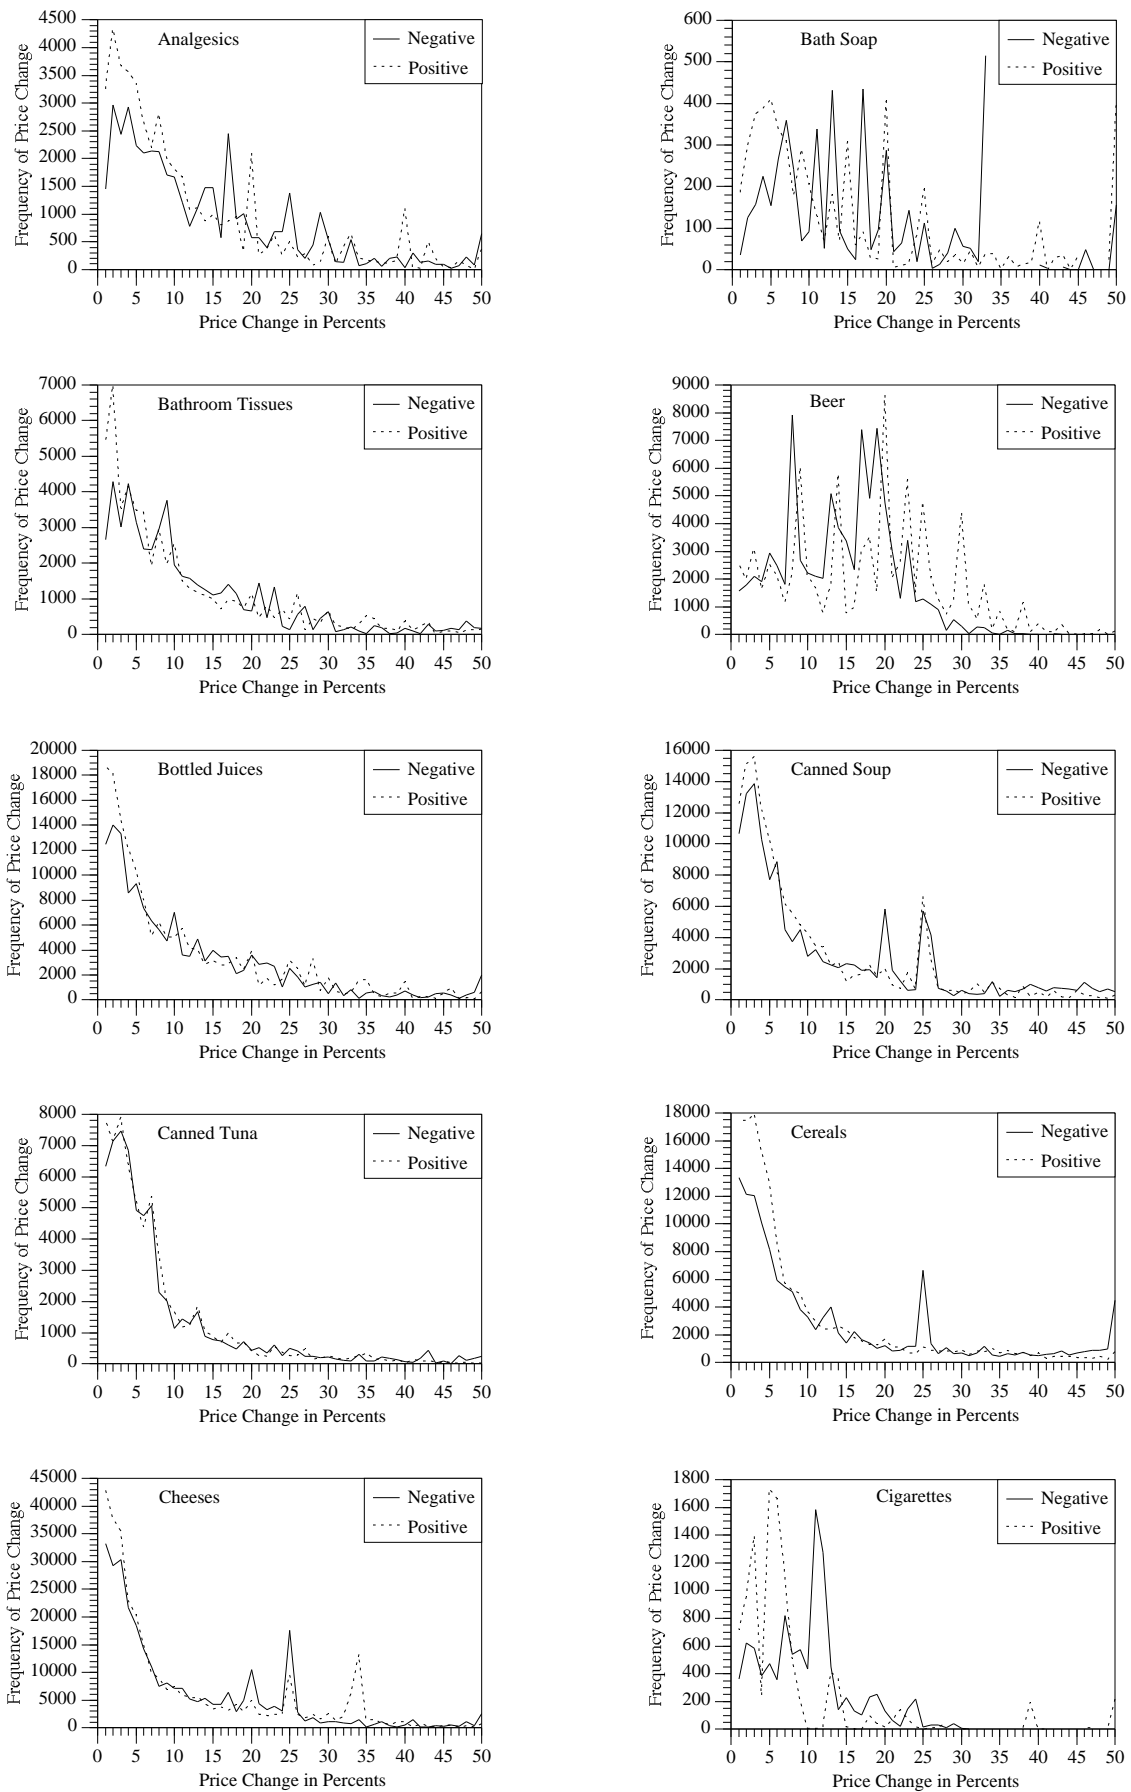 Analgesics
Negative
Positive
Frequency of Price Change
4500
4000
3500
3000
2500
2000
1500
1000
500
0
0 5 10 15 20 25 30 35 40 45 50
Price Change in Percents
Bath Soap
Negative
Positive
Frequency of Price Change
600
500
400
300
200
100
0
0 5 10 15 20 25 30 35 40 45 50
Price Change in Percents
Bathroom Tissues
Negative
Positive
Frequency of Price Change
7000
6000
5000
4000
3000
2000
1000
0
0 5 10 15 20 25 30 35 40 45 50
Price Change in Percents
Beer
Negative
Positive
Frequency of Price Change
9000
8000
7000
6000
5000
4000
3000
2000
1000
0
0 5 10 15 20 25 30 35 40 45 50
Price Change in Percents
Bottled Juices
Negative
Positive
Frequency of Price Change
20000
18000
16000
14000
12000
10000
8000
6000
4000
2000
0
0 5 10 15 20 25 30 35 40 45 50
Price Change in Percents
Canned Soup
Negative
Positive
Frequency of Price Change
16000
14000
12000
10000
8000
6000
4000
2000
0
0 5 10 15 20 25 30 35 40 45 50
Price Change in Percents
Canned Tuna
Negative
Positive
Frequency of Price Change
8000
7000
6000
5000
4000
3000
2000
1000
0
0 5 10 15 20 25 30 35 40 45 50
Price Change in Percents
Cereals
Negative
Positive
Frequency of Price Change
18000
16000
14000
12000
10000
8000
6000
4000
2000
0
0 5 10 15 20 25 30 35 40 45 50
Price Change in Percents
Cheeses
Negative
Positive
Frequency of Price Change
45000
40000
35000
30000
25000
20000
15000
10000
5000
0
0 5 10 15 20 25 30 35 40 45 50
Price Change in Percents
Cigarettes
Negative
Positive
Frequency of Price Change
1800
1600
1400
1200
1000
800
600
400
200
0
0 5 10 15 20 25 30 35 40 45 50
Price Change in Percents